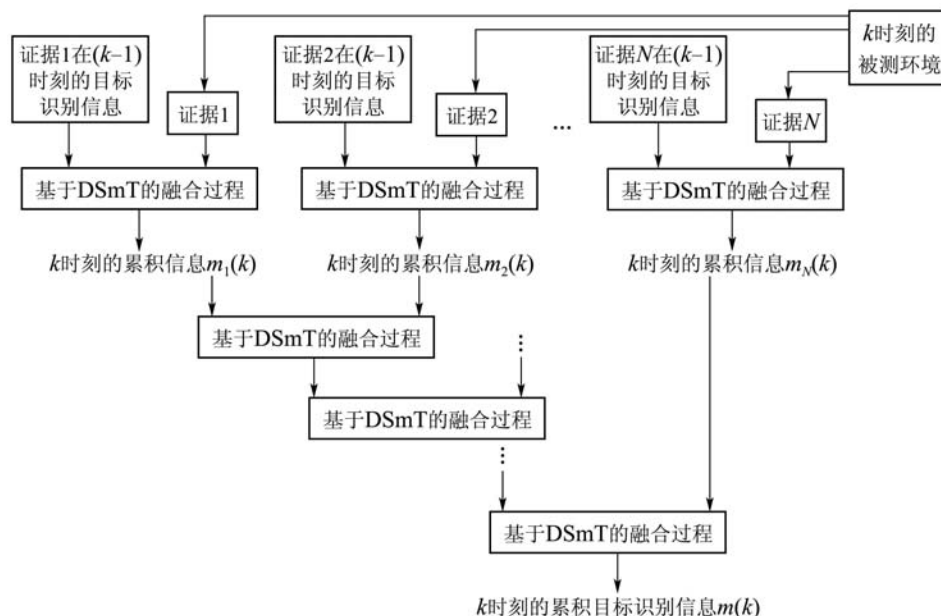 证据1在(k–1)
时刻的目标
识别信息
证据1
证据2在(k–1)
时刻的目标
识别信息
证据2
...
证据N在(k–1)
时刻的目标
识别信息
证据N
k时刻的
被测环境
基于DSmT的融合过程
基于DSmT的融合过程
基于DSmT的融合过程
k时刻的累积信息m₁(k)
k时刻的累积信息m₂(k)
k时刻的累积信息m_N(k)
基于DSmT的融合过程
基于DSmT的融合过程
基于DSmT的融合过程
k时刻的累积目标识别信息m(k)